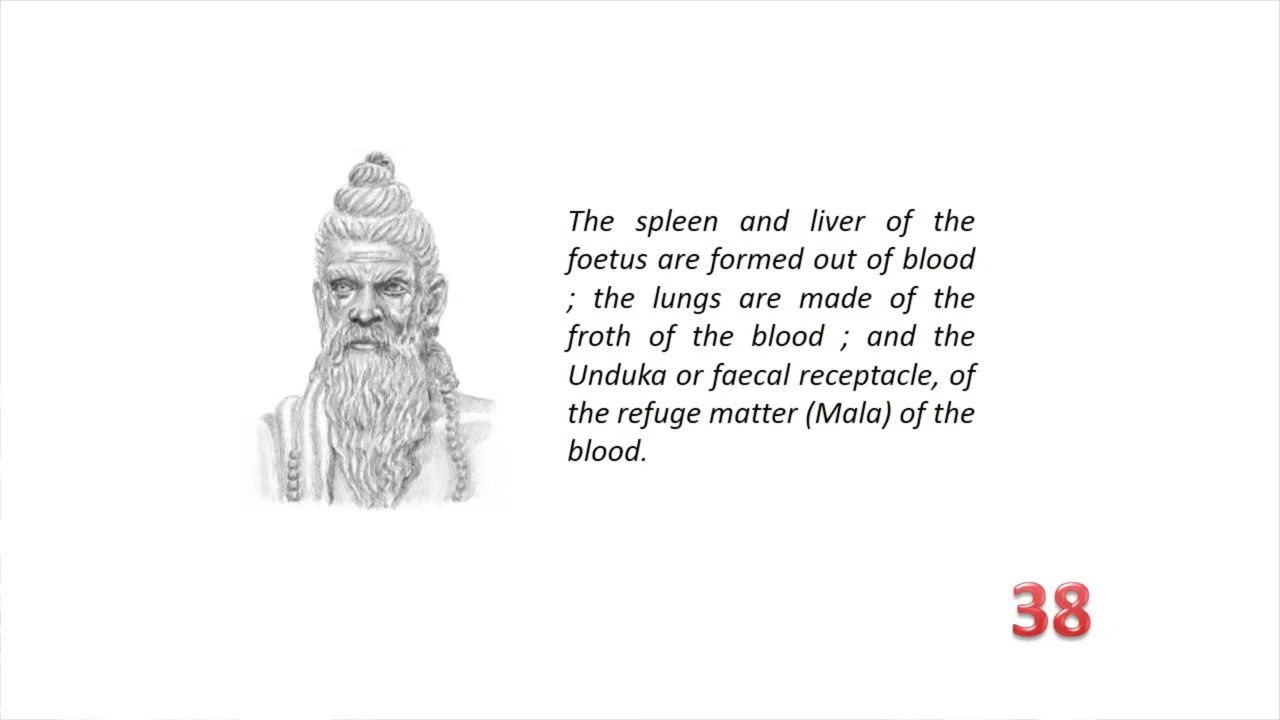 The spleen and liver of the
foetus are formed out of blood
; the lungs are made of the
froth of the blood ; and the
Unduka or faecal receptacle, of
the refuge matter (Mala) of the
blood.
38